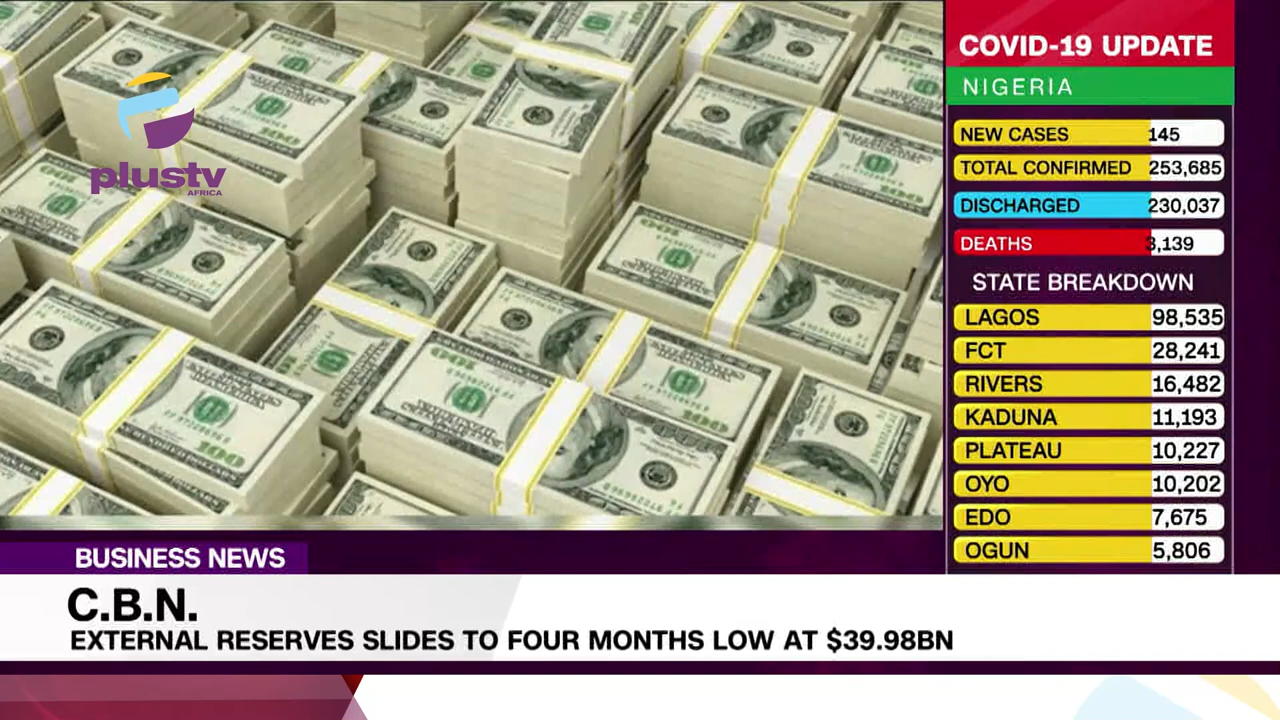 plustv
AFRICA
COVID-19 UPDATE
NIGERIA
NEW CASES 145
TOTAL CONFIRMED 253,685
DISCHARGED 230,037
DEATHS 3,139
STATE BREAKDOWN
LAGOS 98,535
FCT 28,241
RIVERS 16,482
KADUNA 11,193
PLATEAU 10,227
OYO 10,202
EDO 7,675
OGUN 5,806
BUSINESS NEWS
C.B.N.
EXTERNAL RESERVES SLIDES TO FOUR MONTHS LOW AT $39.98BN